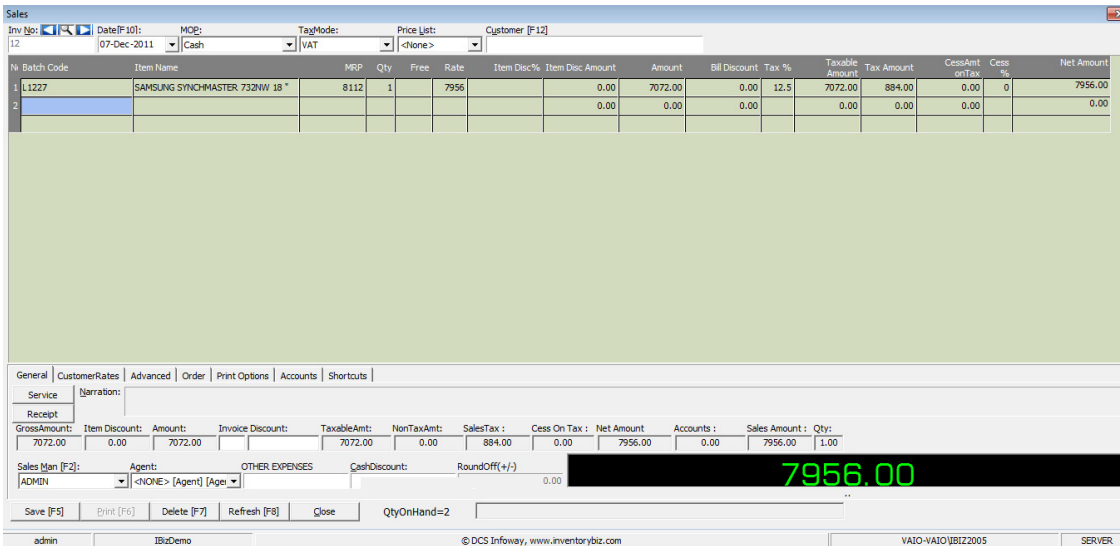 Sales
Inv No: Date[F10]: MOP: TaxMode: Price List: Customer [F12]
12 07-Dec-2011 Cash VAT <None>
N Batch Code Item Name MRP Qty Free Rate Item Disc% Item Disc Amount Amount Bill Discount Tax % Taxable Amount Tax Amount CessAmt onTax Cess % Net Amount
1 L1227 SAMSUNG SYNCHMASTER 732NW 18 " 8112 1 7956 0.00 7072.00 0.00 12.5 7072.00 884.00 0.00 0 7956.00
2 0.00 0.00 0.00 0.00 0.00 0.00 0.00
General CustomerRates Advanced Order Print Options Accounts Shortcuts
Service Narration:
Receipt
GrossAmount: Item Discount: Amount: Invoice Discount: TaxableAmt: NonTaxAmt: SalesTax : Cess On Tax : Net Amount Accounts : Sales Amount : Qty:
7072.00 0.00 7072.00 7072.00 0.00 884.00 0.00 7956.00 0.00 7956.00 1.00
Sales Man [F2]: Agent: OTHER EXPENSES CashDiscount: RoundOff(+/-)
ADMIN <NONE> [Agent] [Ager 0.00 7956.00
..
Save [F5] Print [F6] Delete [F7] Refresh [F8] Close QtyOnHand=2
admin IBizDemo © DCS Infoway, www.inventorybiz.com VAIO-VAIO\IBIZ2005 SERVER